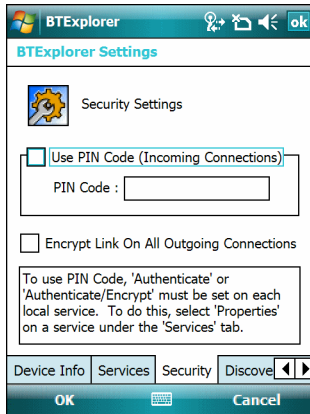 BTExplorer ok
BTExplorer Settings
Security Settings
Use PIN Code (Incoming Connections)
PIN Code :
Encrypt Link On All Outgoing Connections
To use PIN Code, 'Authenticate' or
'Authenticate/Encrypt' must be set on each
local service. To do this, select 'Properties'
on a service under the 'Services' tab.
Device Info Services Security Discove
OK Cancel